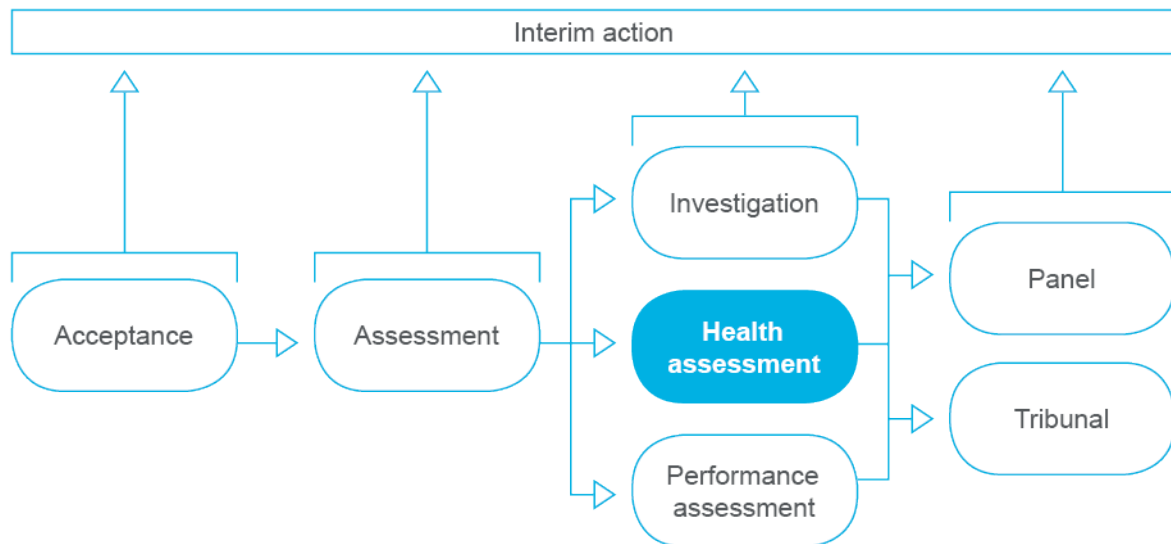 Interim action
Acceptance
Assessment
Investigation
Health
assessment
Performance
assessment
Panel
Tribunal